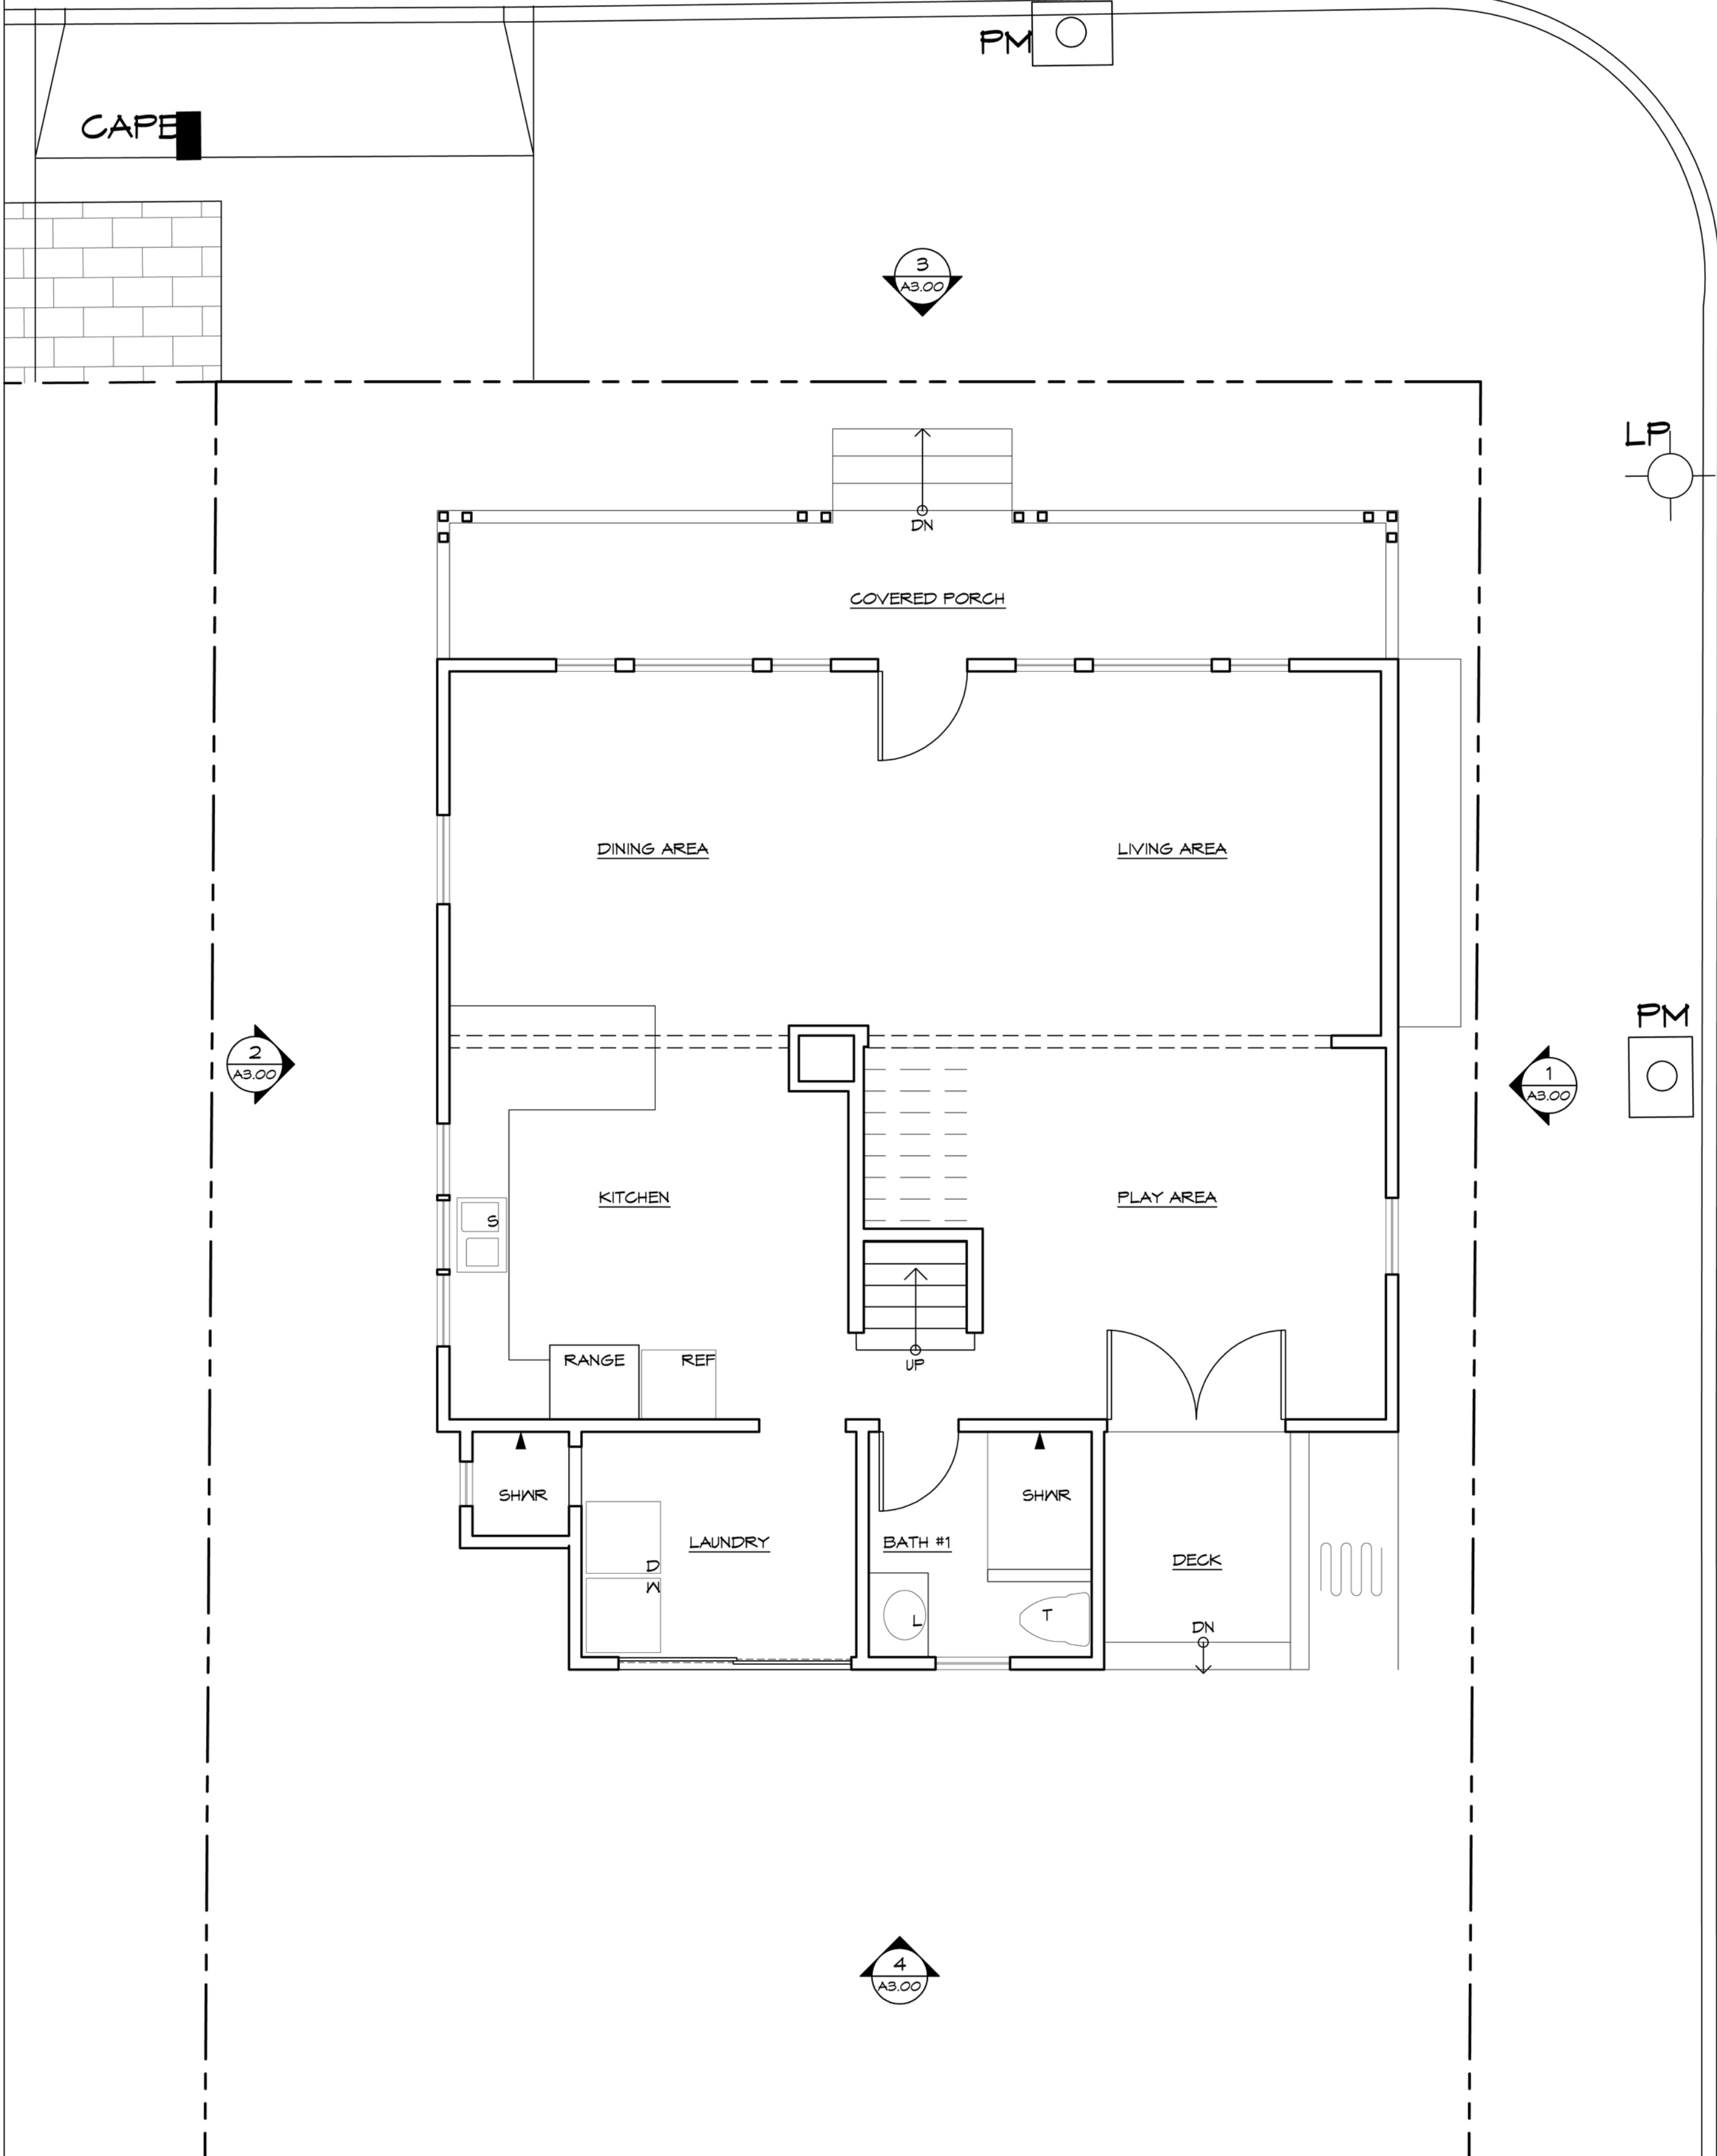 PM
CAPE
3
A3.00
LP
DN
COVERED PORCH
DINING AREA
LIVING AREA
PM
2
A3.00
1
A3.00
KITCHEN
PLAY AREA
S
RANGE
REF
UP
SHWR
SHWR
LAUNDRY
BATH #1
DECK
D
W
L
T
DN
4
A3.00